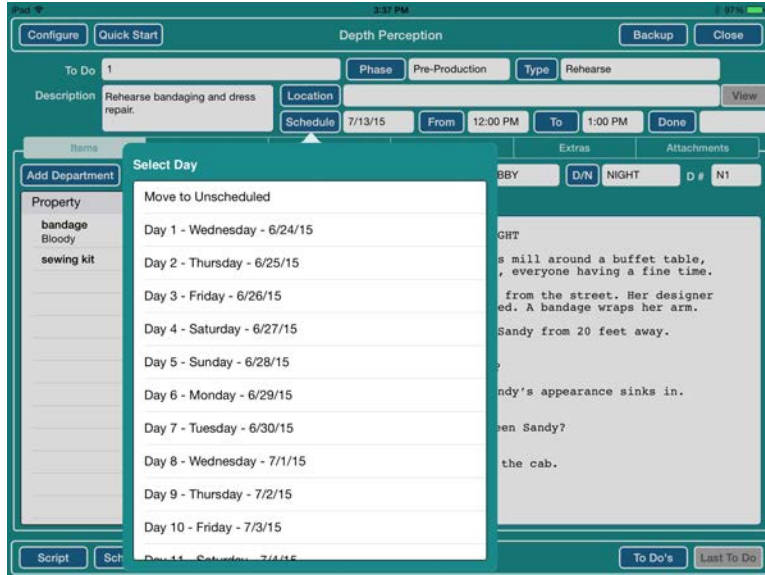 iPad 3:37 PM 97%
Configure Quick Start Depth Perception Backup Close
To Do 1 Phase Pre-Production Type Rehearse
Description Rehearse bandaging and dress Location View
repair.
Schedule 7/13/15 From 12:00 PM To 1:00 PM Done
Items Extras Attachments
Add Department BBY D/N NIGHT D # N1
Property
bandage
Bloody
sewing kit
Select Day
Move to Unscheduled
Day 1 - Wednesday - 6/24/15
Day 2 - Thursday - 6/25/15
Day 3 - Friday - 6/26/15
Day 4 - Saturday - 6/27/15
Day 5 - Sunday - 6/28/15
Day 6 - Monday - 6/29/15
Day 7 - Tuesday - 6/30/15
Day 8 - Wednesday - 7/1/15
Day 9 - Thursday - 7/2/15
Day 10 - Friday - 7/3/15
Day 11 - Saturday - 7/4/15
GHT
s mill around a buffet table,
, everyone having a fine time.
from the street. Her designer
ed. A bandage wraps her arm.
Sandy from 20 feet away.
?
ndy's appearance sinks in.
een Sandy?
the cab.
Script Sch To Do's Last To Do